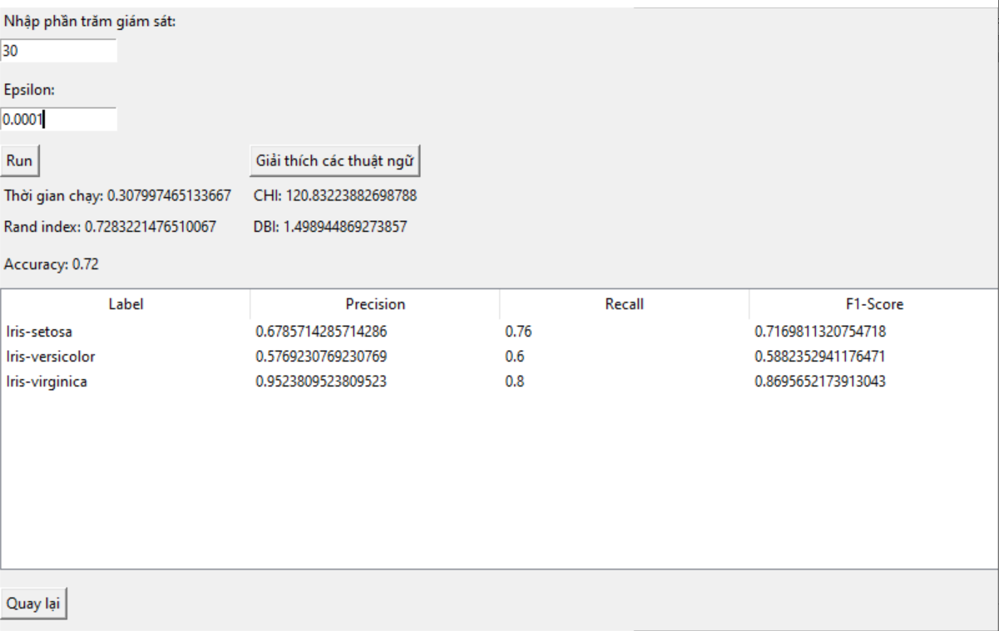 Nhập phần trăm giám sát:
30
Epsilon:
0.0001
Run Giải thích các thuật ngữ
Thời gian chạy: 0.307997465133667 CHI: 120.83223882698788
Rand index: 0.7283221476510067 DBI: 1.498944869273857
Accuracy: 0.72
Label Precision Recall F1-Score
Iris-setosa 0.6785714285714286 0.76 0.7169811320754718
Iris-versicolor 0.5769230769230769 0.6 0.5882352941176471
Iris-virginica 0.9523809523809523 0.8 0.8695652173913043
Quay lại